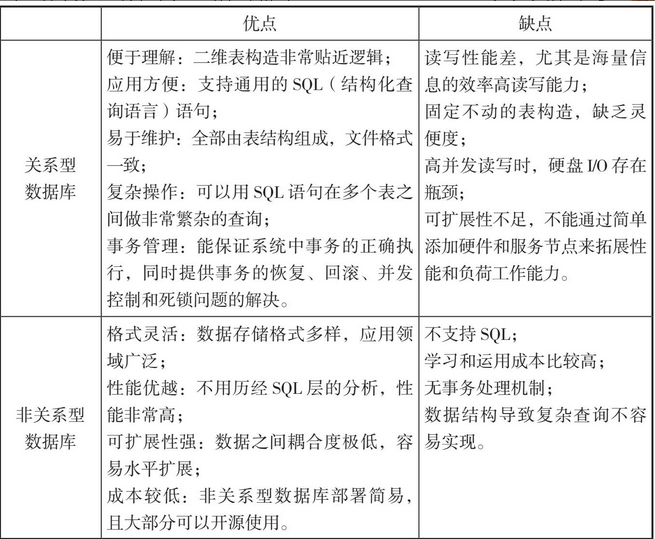 优点
缺点
关系型
数据库
便于理解：二维表构造非常贴近逻辑；
应用方便：支持通用的 SQL（结构化查
询语言）语句；
易于维护：全部由表结构组成，文件格式
一致；
复杂操作：可以用 SQL 语句在多个表之
间做非常繁杂的查询；
事务管理：能保证系统中事务的正确执
行，同时提供事务的恢复、回滚、并发
控制和死锁问题的解决。
读写性能差，尤其是海量信
息的效率高读写能力；
固定不动的表构造，缺乏灵
便度；
高并发读写时，硬盘 I/O 存在
瓶颈；
可扩展性不足，不能通过简单
添加硬件和服务节点来拓展性
能和负荷工作能力。
非关系型
数据库
格式灵活：数据存储格式多样，应用领
域广泛；
性能优越：不用历经 SQL 层的分析，性
能非常高；
可扩展性强：数据之间耦合度极低，容
易水平扩展；
成本较低：非关系型数据库部署简易，
且大部分可以开源使用。
不支持 SQL；
学习和运用成本比较高；
无事务处理机制；
数据结构导致复杂查询不容
易实现。